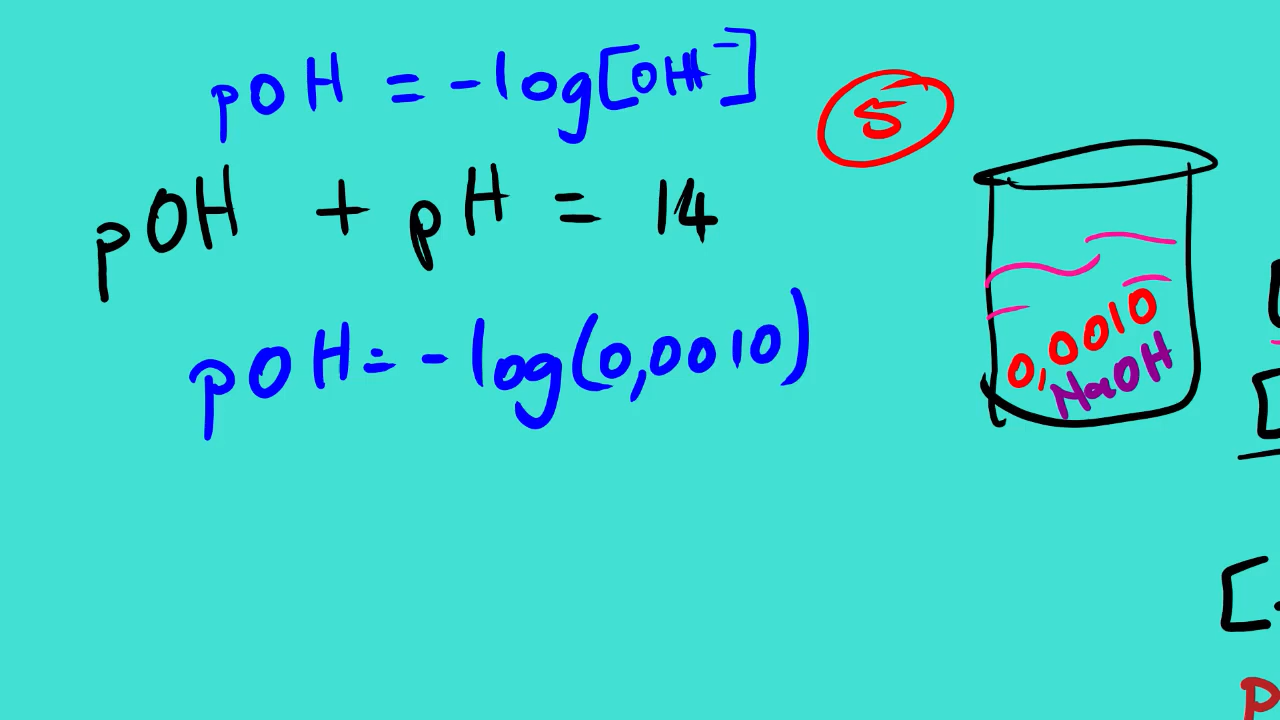 pOH = -log[OH⁻]
5
pOH + pH = 14
pOH = -log(0,0010)
0,0010
NaOH
[
[
[
P